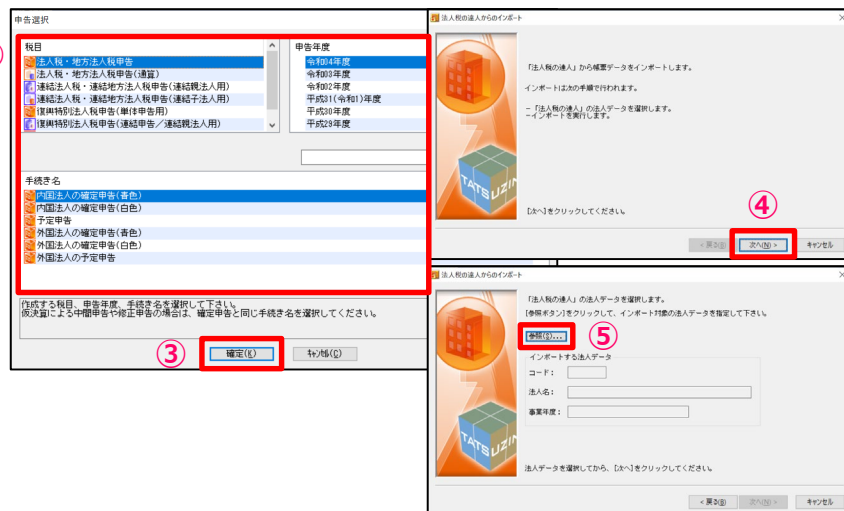 申告選択
税目
法人税・地方法人税申告
法人税・地方法人税申告(通算)
連結法人税・連結地方法人税申告(連結親法人用)
連結法人税・連結地方法人税申告(連結子法人用)
復興特別法人税申告(単体申告用)
復興特別法人税申告(連結申告/連結親法人用)
申告年度
令和04年度
令和03年度
令和02年度
平成31(令和01)年度
平成30年度
平成29年度
手続き名
内国法人の確定申告(青色)
内国法人の確定申告(白色)
予定申告
外国法人の確定申告(青色)
外国法人の確定申告(白色)
外国法人の予定申告
作成する税目、申告年度、手続き名を選択して下さい。
仮決算による中間申告や修正申告の場合は、確定申告と同じ手続き名を選択してください。
③
確定(K)
キャンセル(C)
法人税の達人からのインポート
「法人税の達人」から帳票データをインポートします。
インポートは次の手順で行われます。
-「法人税の達人」の法人データを選択します。
-インポートを実行します。
TATSUZIN
[次へ]をクリックしてください。
④
< 戻る(B)
次へ(N) >
キャンセル
法人税の達人からのインポート
「法人税の達人」の法人データを選択します。
[参照ボタン]をクリックして、インポート対象の法人データを指定して下さい。
参照(S)...
⑤
インポートする法人データ
コード:
法人名:
事業年度:
TATSUZIN
法人データを選択してから、[次へ]をクリックしてください。
< 戻る(B)
次へ(N) >
キャンセル